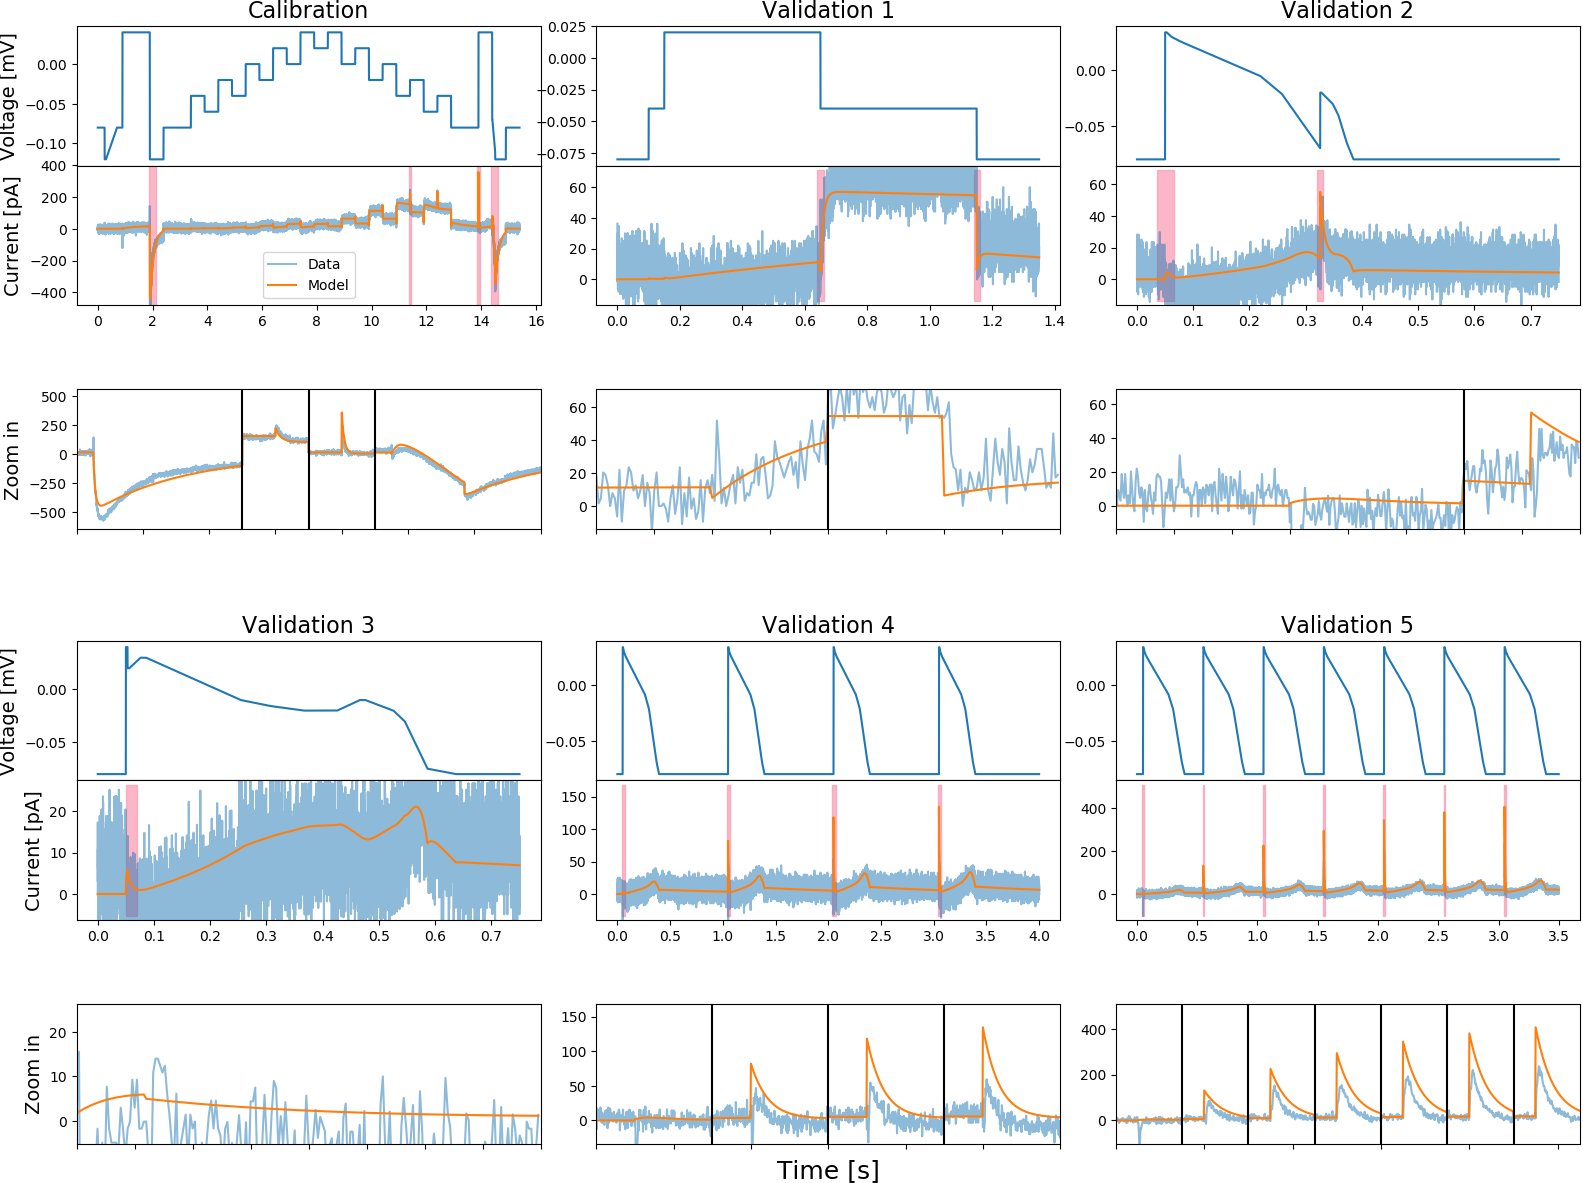 Calibration
Validation 1
Validation 2
Voltage [mV]
0.00
−0.05
−0.10
0.025
0.000
−0.025
−0.050
−0.075
0.00
−0.05
Current [pA]
400
200
0
−200
−400
Data
Model
60
40
20
0
60
40
20
0
0 2 4 6 8 10 12 14 16
0.0 0.2 0.4 0.6 0.8 1.0 1.2 1.4
0.0 0.1 0.2 0.3 0.4 0.5 0.6 0.7
Zoom in
500
250
0
−250
−500
60
40
20
0
60
40
20
0
Validation 3
Validation 4
Validation 5
Voltage [mV]
0.00
−0.05
0.00
−0.05
0.00
−0.05
Current [pA]
20
10
0
150
100
50
0
400
200
0
0.0 0.1 0.2 0.3 0.4 0.5 0.6 0.7
0.0 0.5 1.0 1.5 2.0 2.5 3.0 3.5 4.0
0.0 0.5 1.0 1.5 2.0 2.5 3.0 3.5
Zoom in
20
10
0
150
100
50
0
400
200
0
Time [s]